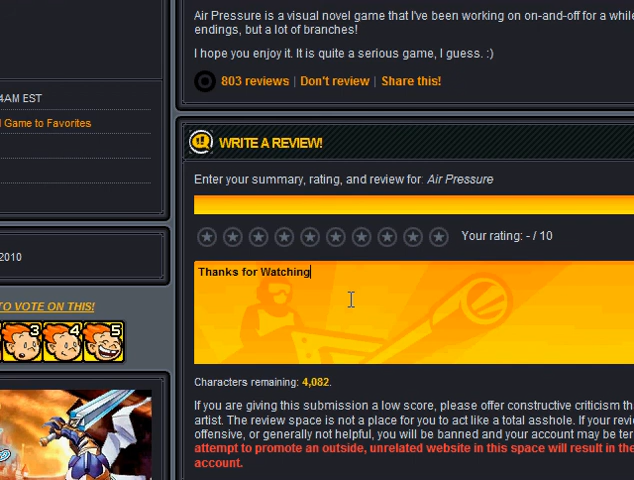 Air Pressure is a visual novel game that I've been working on on-and-off for a while
endings, but a lot of branches!
I hope you enjoy it. It is quite a serious game, I guess. :)
803 reviews | Don't review | Share this!
4AM EST
Game to Favorites
WRITE A REVIEW!
Enter your summary, rating, and review for: Air Pressure
Your rating: - / 10
2010
Thanks for Watching
TO VOTE ON THIS!
3 4 5
Characters remaining: 4,082.
If you are giving this submission a low score, please offer constructive criticism
artist. The review space is not a place for you to act like a total asshole. If your
offensive, or generally not helpful, you will be banned and your account may be
attempt to promote an outside, unrelated website in this space will result in the
account.